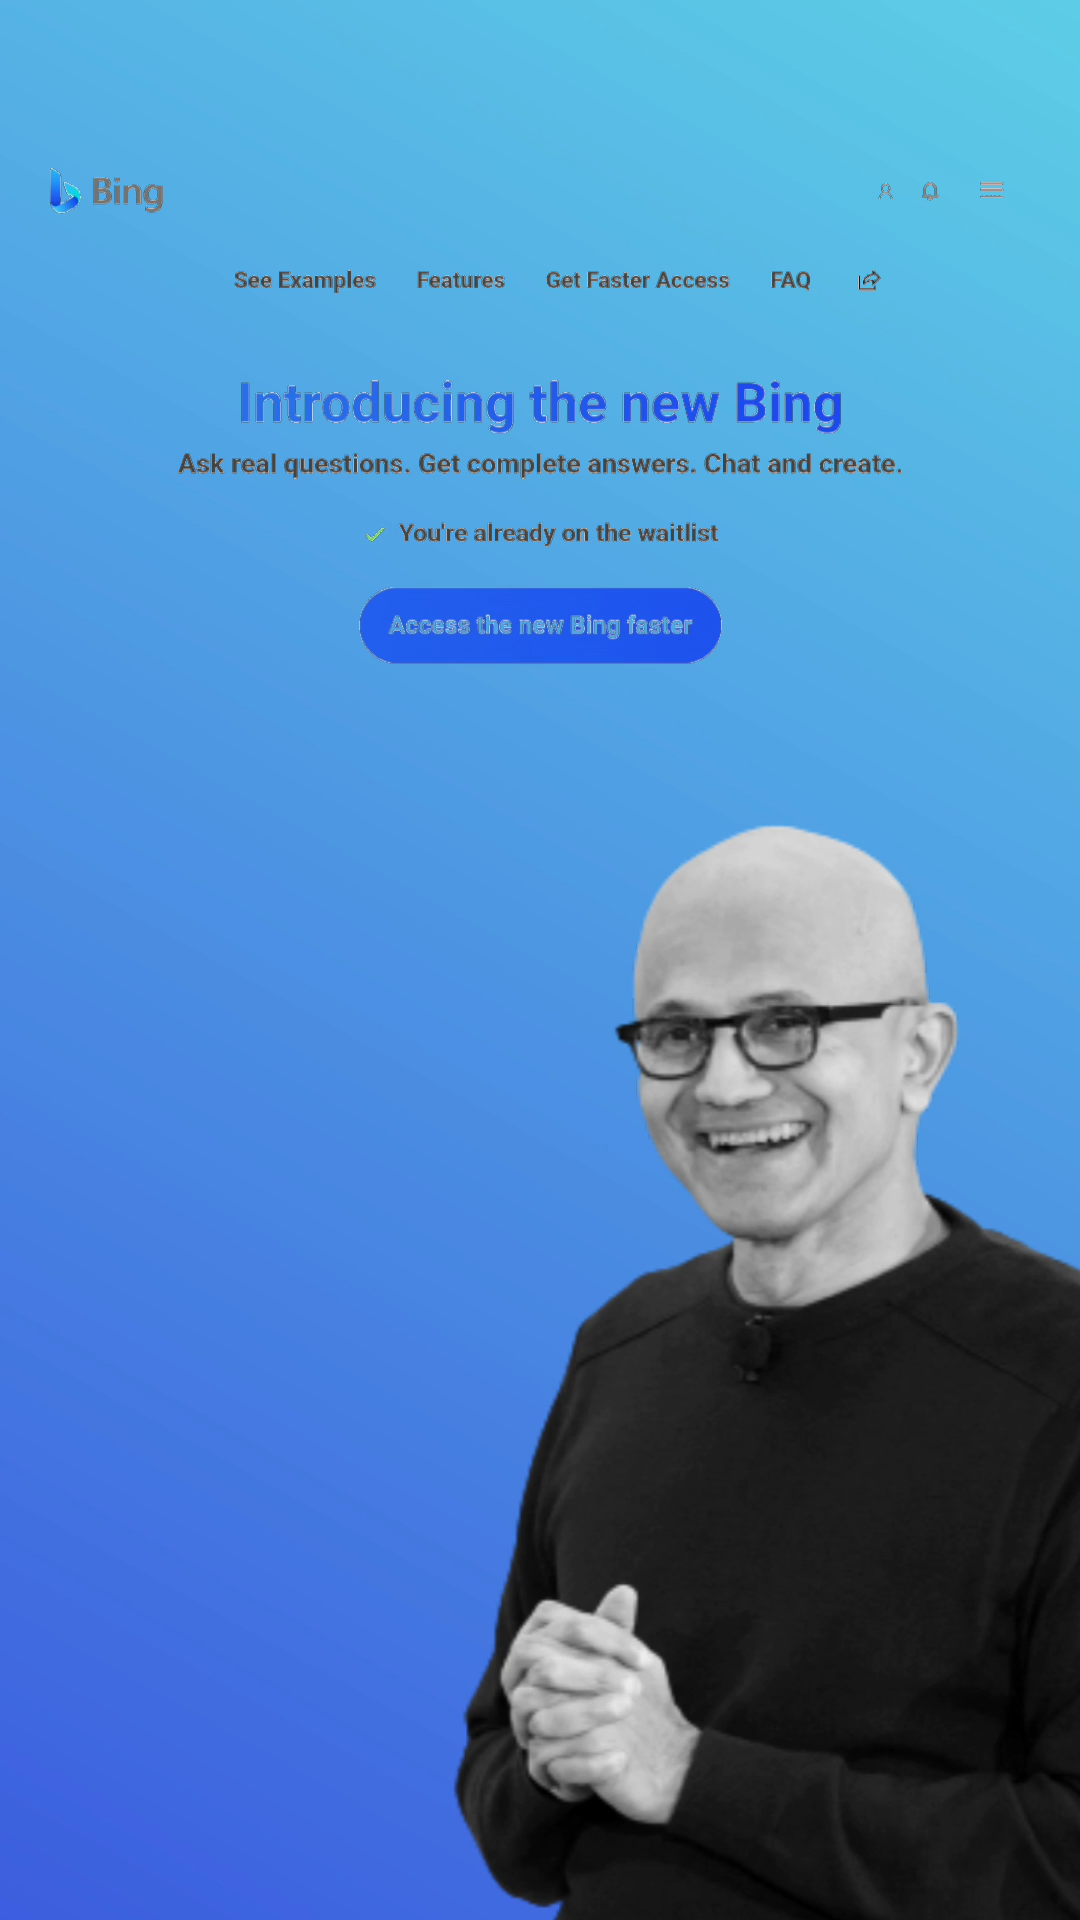 Bing
See Examples Features Get Faster Access FAQ
Introducing the new Bing
Ask real questions. Get complete answers. Chat and create.
You're already on the waitlist
Access the new Bing faster